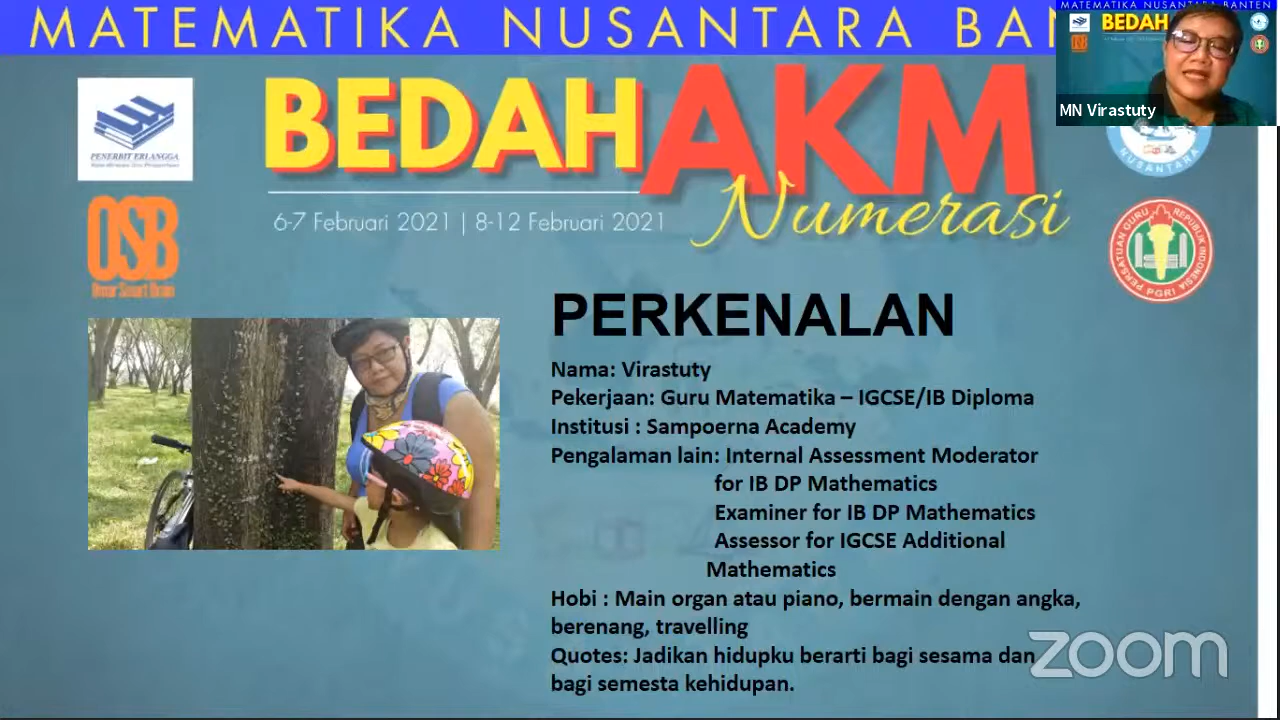 MATEMATIKA NUSANTARA BAN
MATEMATIKA NUSANTARA BANTEN
BEDAH
MN Virastuty
PENERBIT ERLANGGA
OSB
Omar Smart Brain
BEDAH AKM
Numerasi
6-7 Februari 2021 | 8-12 Februari 2021
NUSANTARA
PERSATUAN GURU REPUBLIK INDONESIA
PGRI
PERKENALAN
Nama: Virastuty
Pekerjaan: Guru Matematika – IGCSE/IB Diploma
Institusi : Sampoerna Academy
Pengalaman lain: Internal Assessment Moderator
for IB DP Mathematics
Examiner for IB DP Mathematics
Assessor for IGCSE Additional
Mathematics
Hobi : Main organ atau piano, bermain dengan angka,
berenang, travelling
Quotes: Jadikan hidupku berarti bagi sesama dan
bagi semesta kehidupan.
zoom